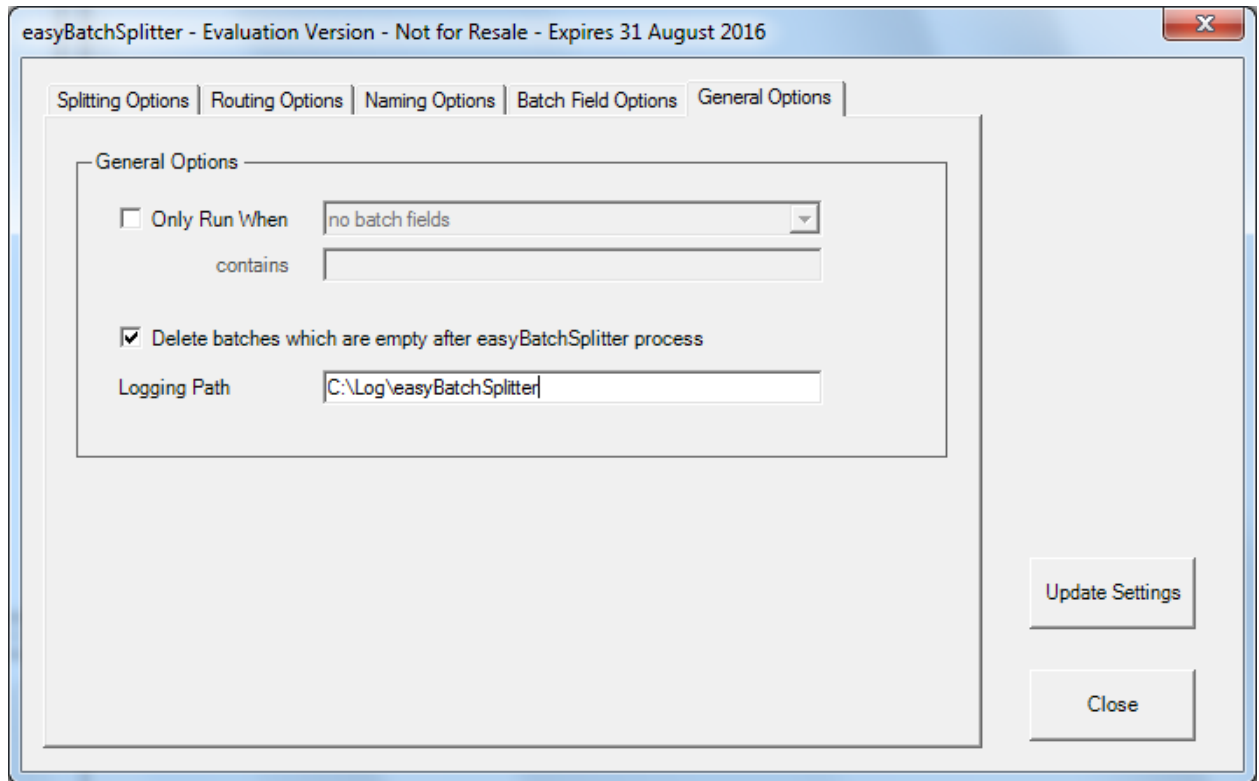 easyBatchSplitter - Evaluation Version - Not for Resale - Expires 31 August 2016
Splitting Options Routing Options Naming Options Batch Field Options General Options
General Options
Only Run When no batch fields
contains
Delete batches which are empty after easyBatchSplitter process
Logging Path C:\Log\easyBatchSplitter
Update Settings
Close